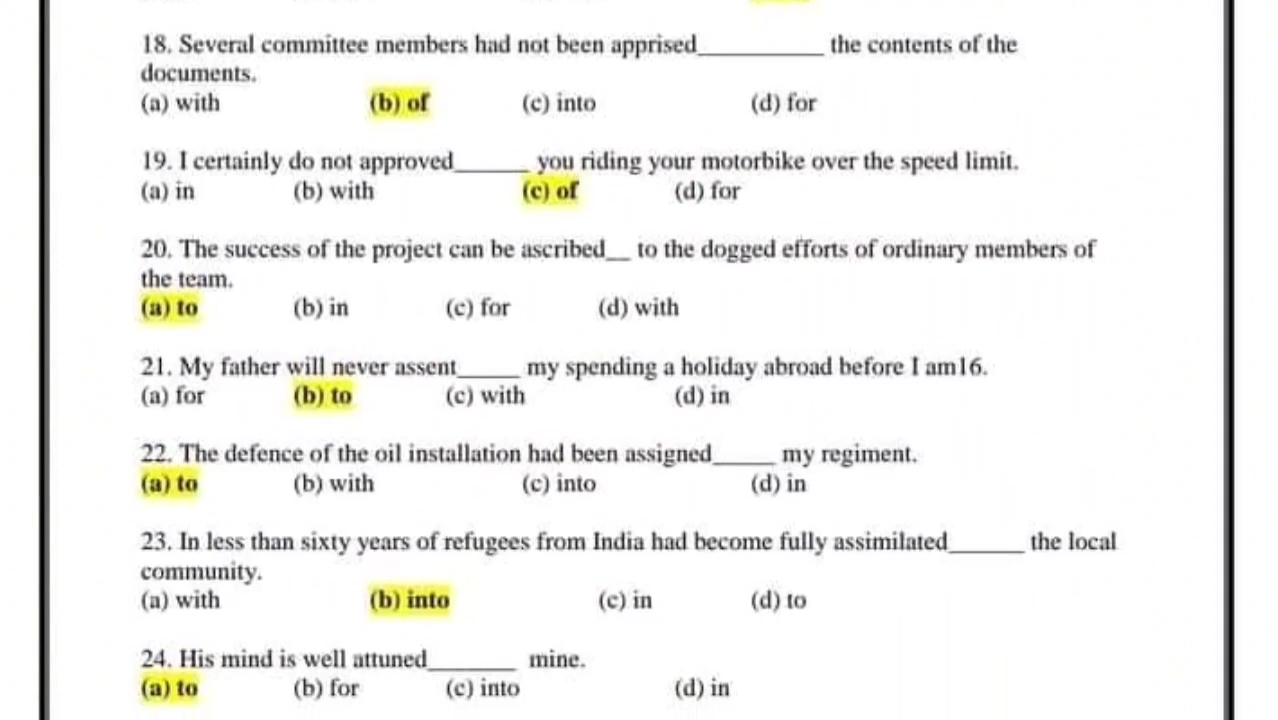 18. Several committee members had not been apprised__________ the contents of the
documents.
(a) with (b) of (c) into (d) for
19. I certainly do not approved______ you riding your motorbike over the speed limit.
(a) in (b) with (c) of (d) for
20. The success of the project can be ascribed__ to the dogged efforts of ordinary members of
the team.
(a) to (b) in (c) for (d) with
21. My father will never assent_____ my spending a holiday abroad before I am16.
(a) for (b) to (c) with (d) in
22. The defence of the oil installation had been assigned_____ my regiment.
(a) to (b) with (c) into (d) in
23. In less than sixty years of refugees from India had become fully assimilated______ the local
community.
(a) with (b) into (c) in (d) to
24. His mind is well attuned_______ mine.
(a) to (b) for (c) into (d) in